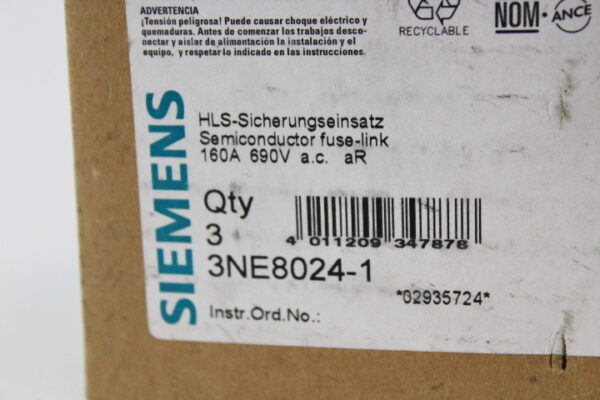 ADVERTENCIA
¡Tensión peligrosa! Puede causar choque eléctrico y
quemaduras. Antes de comenzar los trabajos desco-
nectar y aislar de alimentación la instalación y el
equipo, y respetar lo indicado en las instrucciones.
RECYCLABLE
NOM
ANCE
SIEMENS
HLS-Sicherungseinsatz
Semiconductor fuse-link
160A 690V a.c. aR
Qty
3
4 011209 347878
3NE8024-1
*02935724*
Instr.Ord.No.: